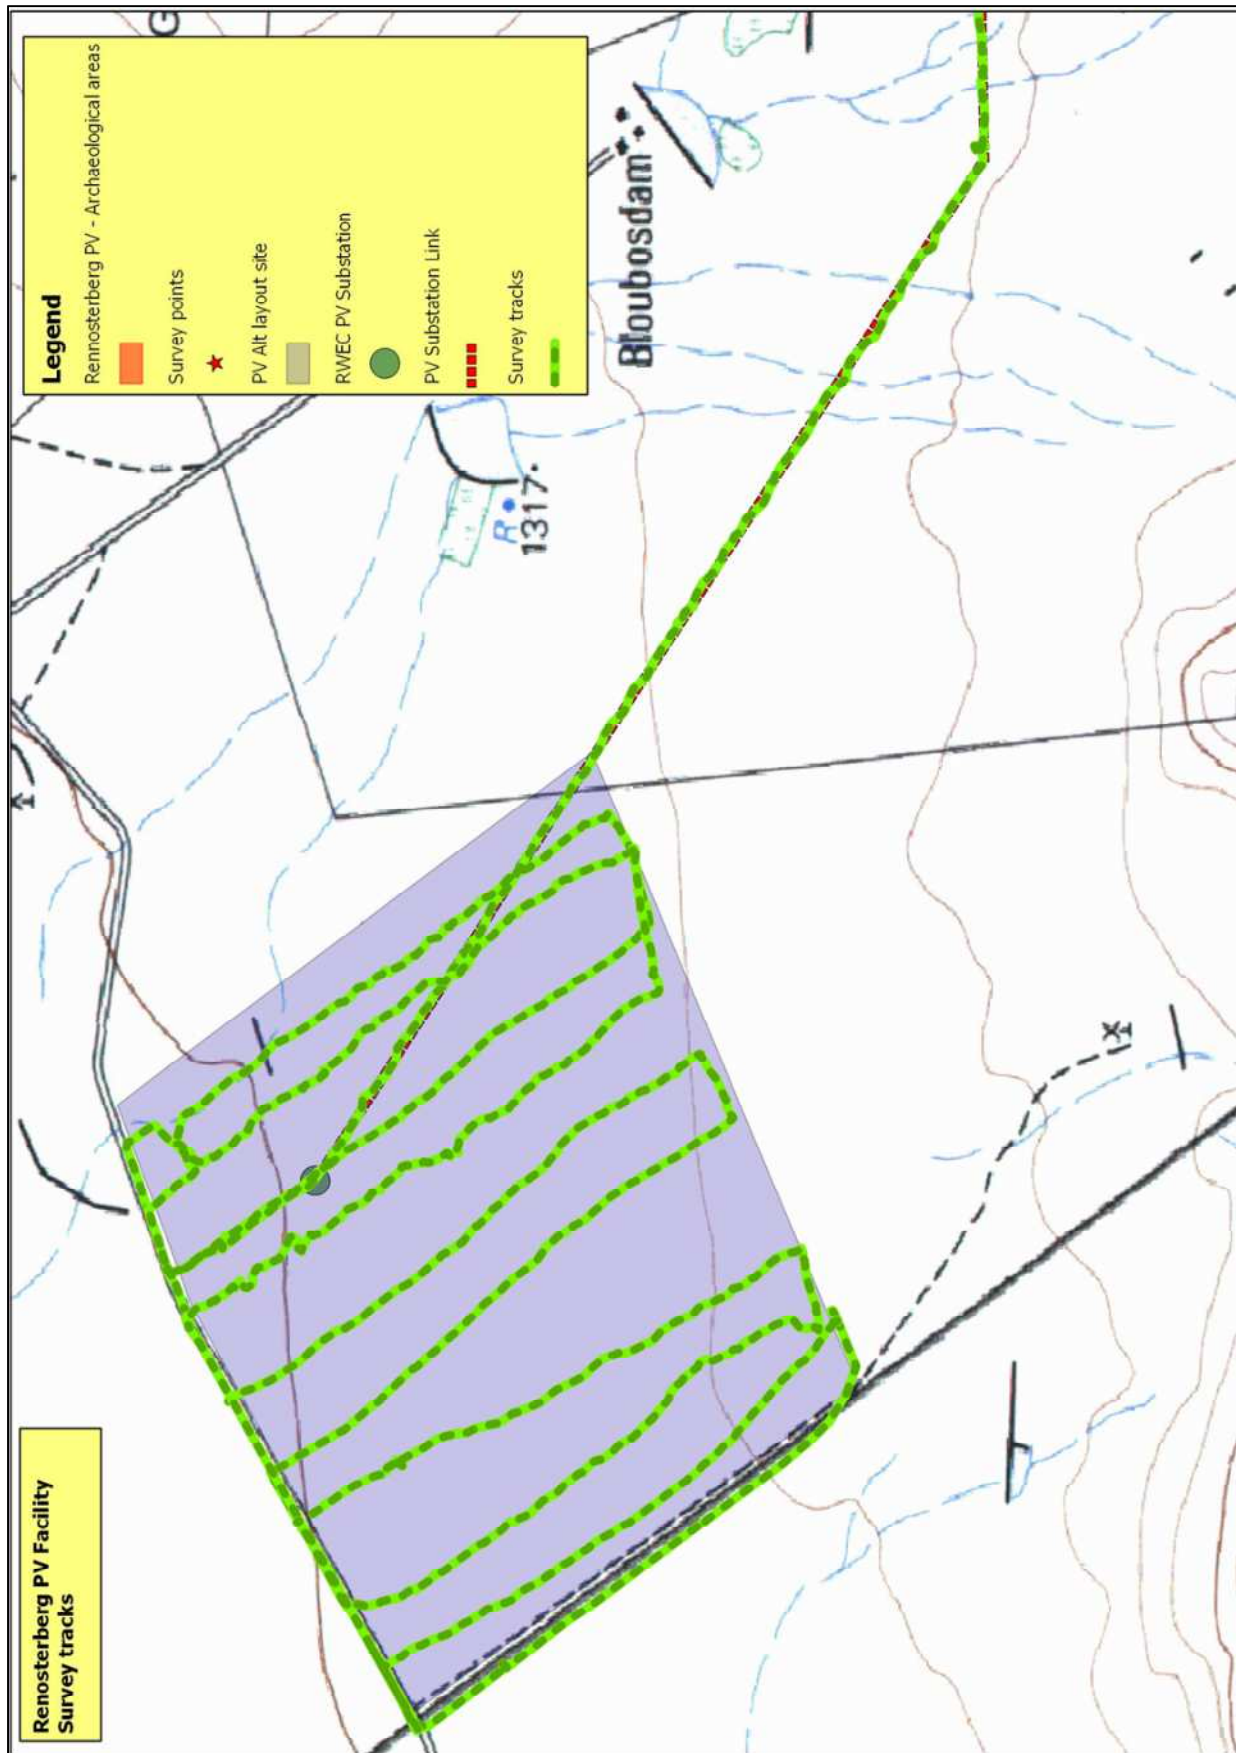 Renosterberg PV Facility
Survey tracks
Legend
Rennosterberg PV - Archaeological areas
Survey points
PV Alt layout site
RWEC PV Substation
PV Substation Link
Survey tracks
G
R
1317
Bloubosdam